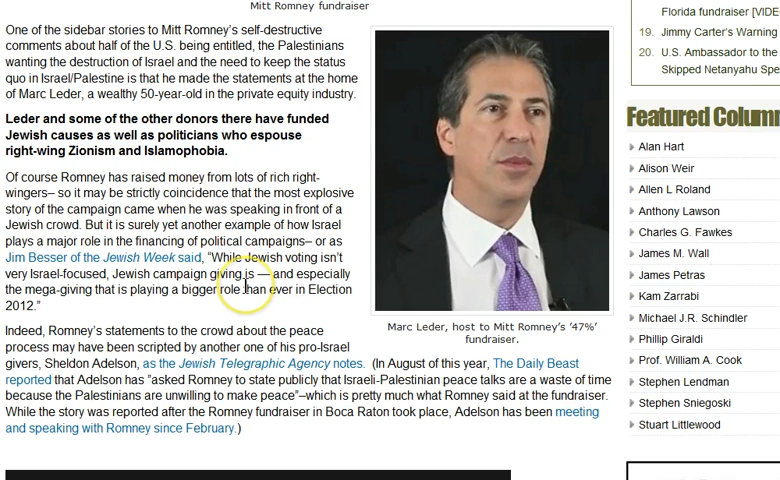 Mitt Romney fundraiser
One of the sidebar stories to Mitt Romney's self-destructive
comments about half of the U.S. being entitled, the Palestinians
wanting the destruction of Israel and the need to keep the status
quo in Israel/Palestine is that he made the statements at the home
of Marc Leder, a wealthy 50-year-old in the private equity industry.
Leder and some of the other donors there have funded
Jewish causes as well as politicians who espouse
right-wing Zionism and Islamophobia.
Of course Romney has raised money from lots of rich right-
wingers– so it may be strictly coincidence that the most explosive
story of the campaign came when he was speaking in front of a
Jewish crowd. But it is surely yet another example of how Israel
plays a major role in the financing of political campaigns– or as
Jim Besser of the Jewish Week said, "While Jewish voting isn't
very Israel-focused, Jewish campaign giving is — and especially
the mega-giving that is playing a bigger role than ever in Election
2012."
Marc Leder, host to Mitt Romney's '47%'
fundraiser.
Indeed, Romney's statements to the crowd about the peace
process may have been scripted by another one of his pro-Israel
givers, Sheldon Adelson, as the Jewish Telegraphic Agency notes. (In August of this year, The Daily Beast
reported that Adelson has "asked Romney to state publicly that Israeli-Palestinian peace talks are a waste of time
because the Palestinians are unwilling to make peace"–which is pretty much what Romney said at the fundraiser.
While the story was reported after the Romney fundraiser in Boca Raton took place, Adelson has been meeting
and speaking with Romney since February.)
Florida fundraiser [VIDE
19. Jimmy Carter's Warning
20. U.S. Ambassador to the
Skipped Netanyahu Spe
Featured Column
Alan Hart
Alison Weir
Allen L Roland
Anthony Lawson
Charles G. Fawkes
James M. Wall
James Petras
Kam Zarrabi
Michael J.R. Schindler
Phillip Giraldi
Prof. William A. Cook
Stephen Lendman
Stephen Sniegoski
Stuart Littlewood